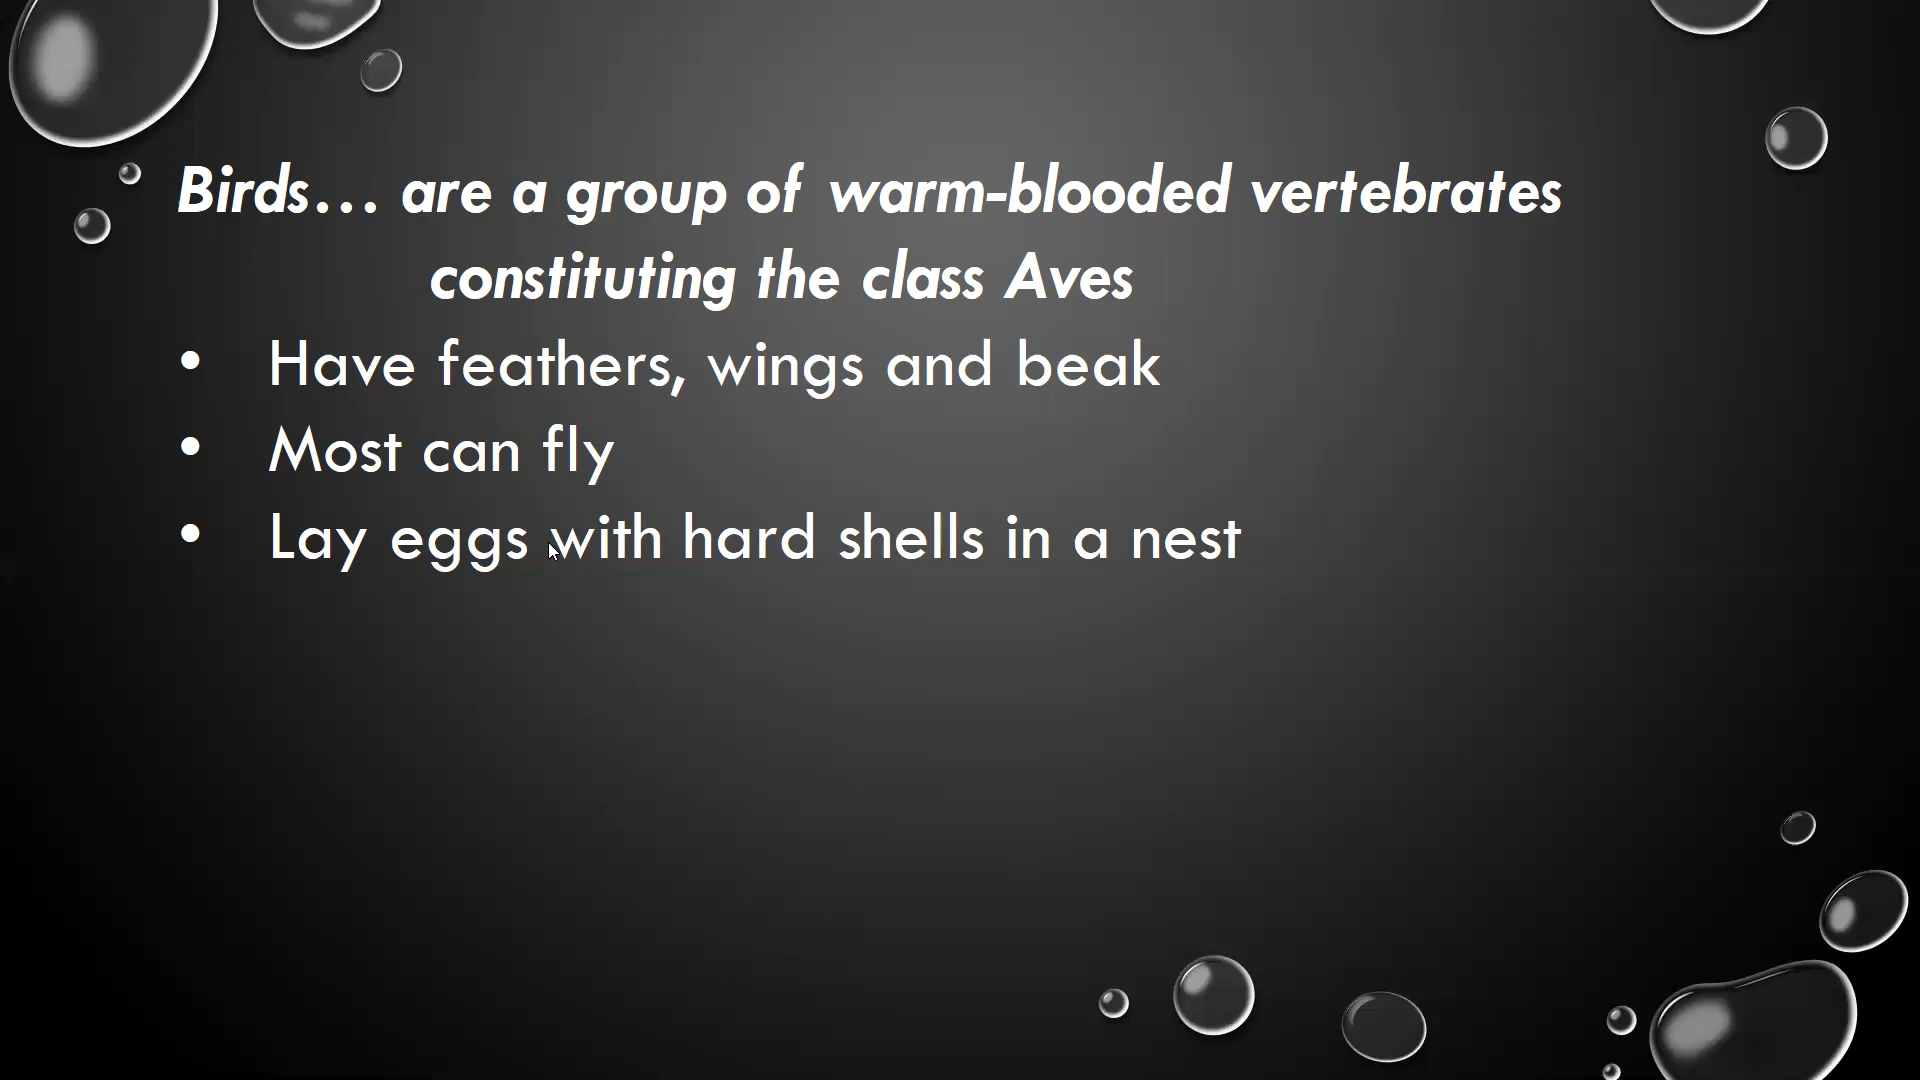 Birds... are a group of warm-blooded vertebrates
constituting the class Aves
• Have feathers, wings and beak
• Most can fly
• Lay eggs with hard shells in a nest